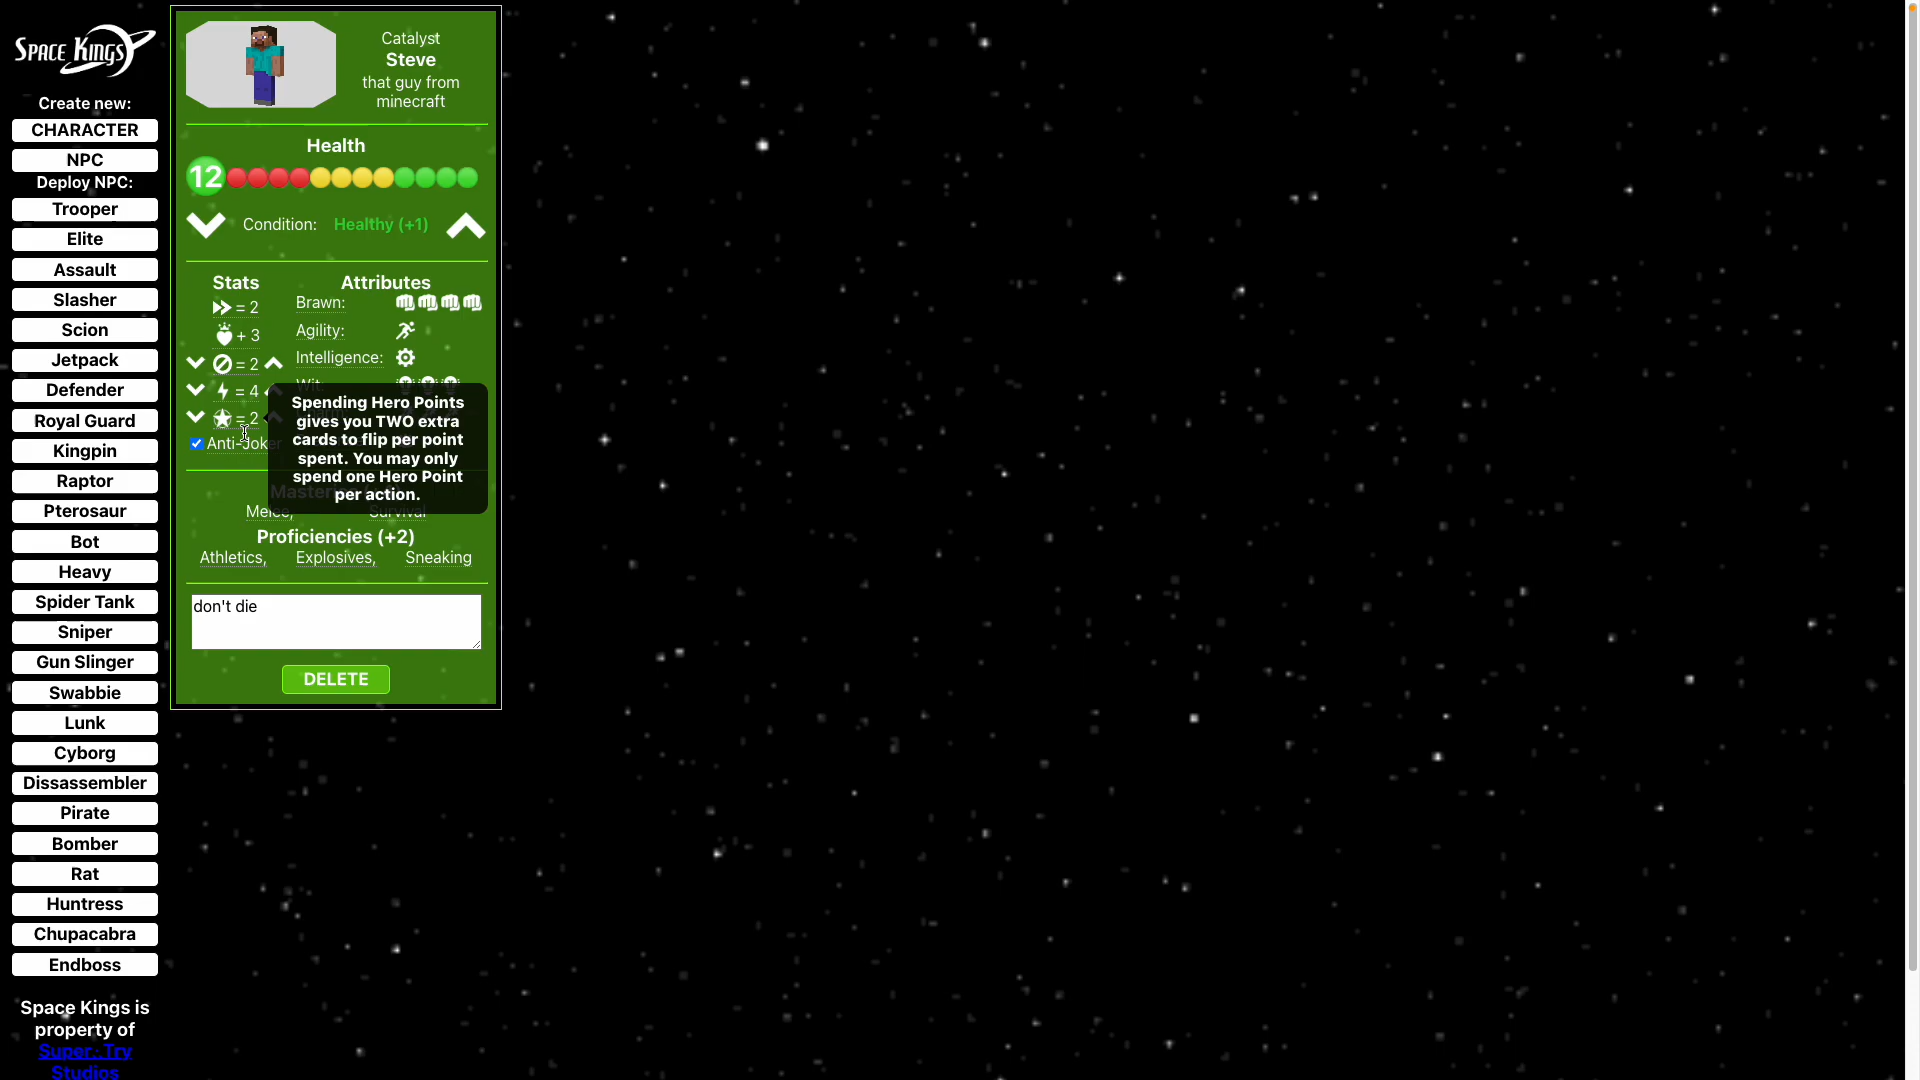 SPACE KINGS
Create new:
CHARACTER
NPC
Deploy NPC:
Trooper
Elite
Assault
Slasher
Scion
Jetpack
Defender
Royal Guard
Kingpin
Raptor
Pterosaur
Bot
Heavy
Spider Tank
Sniper
Gun Slinger
Swabbie
Lunk
Cyborg
Dissassembler
Pirate
Bomber
Rat
Huntress
Chupacabra
Endboss
Space Kings is
property of
Super·Try
Studios
Catalyst
Steve
that guy from
minecraft
Health
12
Condition: Healthy (+1)
Stats
= 2
+ 3
= 2
= 4
= 2
Anti-Jok
Attributes
Brawn:
Agility:
Intelligence:
Wit:
Spending Hero Points
gives you TWO extra
cards to flip per point
spent. You may only
spend one Hero Point
per action.
Melee, Survival
Proficiencies (+2)
Athletics, Explosives, Sneaking
don't die
DELETE